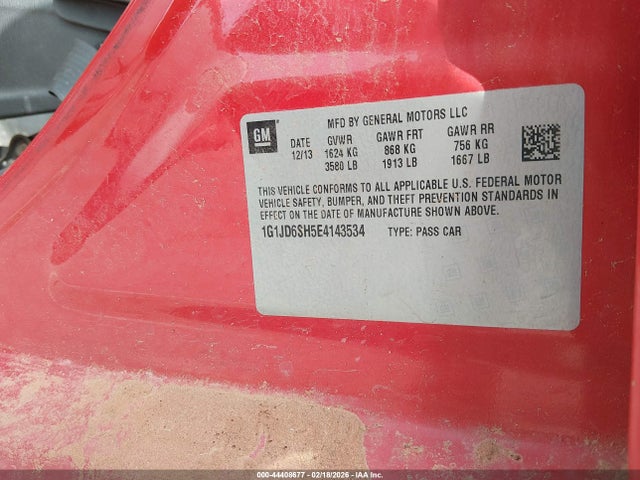 GM
MFD BY GENERAL MOTORS LLC
DATE GVWR GAWR FRT GAWR RR
12/13 1624 KG 868 KG 756 KG
3580 LB 1913 LB 1667 LB
THIS VEHICLE CONFORMS TO ALL APPLICABLE U.S. FEDERAL MOTOR
VEHICLE SAFETY, BUMPER, AND THEFT PREVENTION STANDARDS IN
EFFECT ON THE DATE OF MANUFACTURE SHOWN ABOVE.
1G1JD6SH5E4143534 TYPE: PASS CAR
000-44408677 - 02/18/2026 - COPYRIGHT IAA